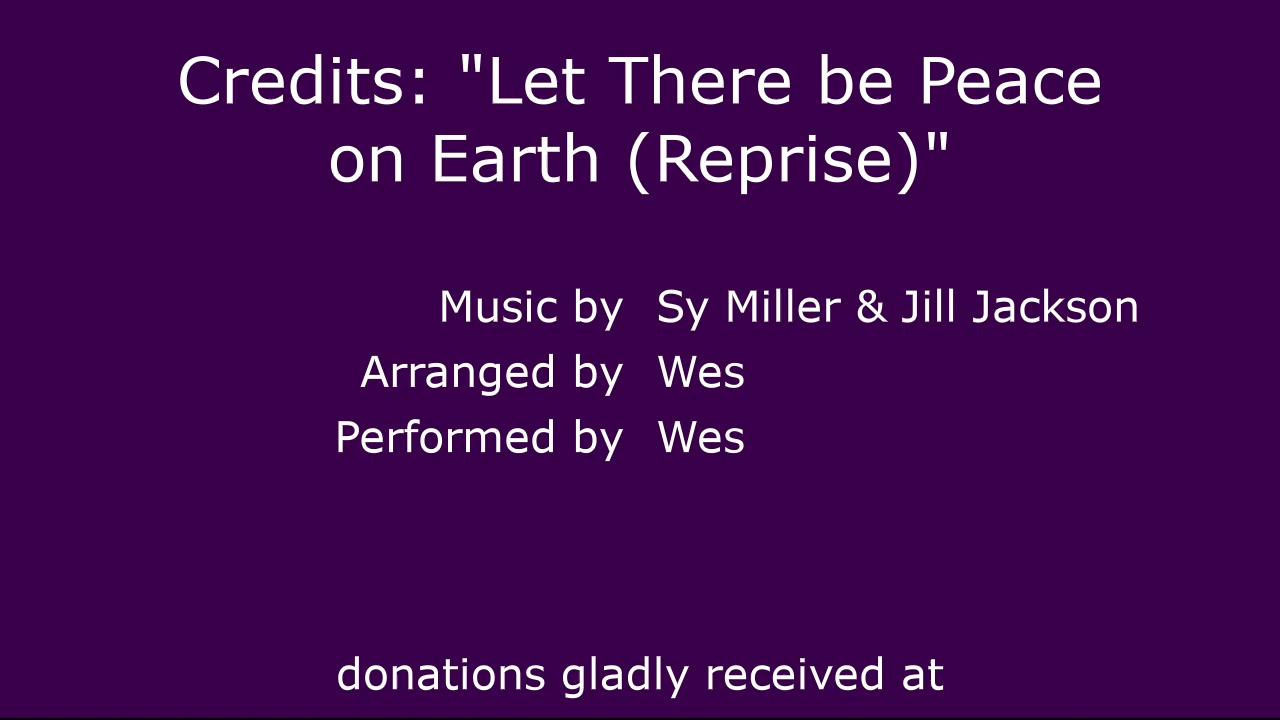 Credits: "Let There be Peace
on Earth (Reprise)"
Music by Sy Miller & Jill Jackson
Arranged by Wes
Performed by Wes
donations gladly received at